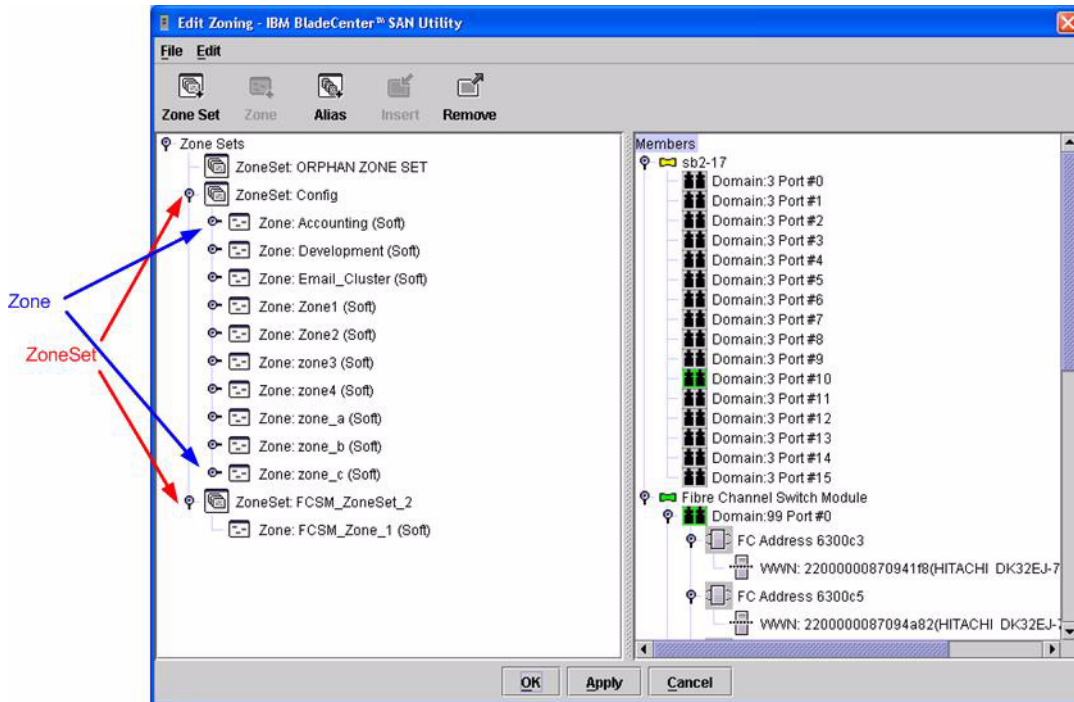 Edit Zoning - IBM BladeCenter™ SAN Utility
File Edit
Zone Set Zone Alias Insert Remove
Zone Sets
ZoneSet: ORPHAN ZONE SET
ZoneSet: Config
Zone: Accounting (Soft)
Zone: Development (Soft)
Zone: Email_Cluster (Soft)
Zone: Zone1 (Soft)
Zone: Zone2 (Soft)
Zone: zone3 (Soft)
Zone: zone4 (Soft)
Zone: zone_a (Soft)
Zone: zone_b (Soft)
Zone: zone_c (Soft)
ZoneSet: FCSM_ZoneSet_2
Zone: FCSM_Zone_1 (Soft)
Zone
ZoneSet
Members
sb2-17
Domain:3 Port #0
Domain:3 Port #1
Domain:3 Port #2
Domain:3 Port #3
Domain:3 Port #4
Domain:3 Port #5
Domain:3 Port #6
Domain:3 Port #7
Domain:3 Port #8
Domain:3 Port #9
Domain:3 Port #10
Domain:3 Port #11
Domain:3 Port #12
Domain:3 Port #13
Domain:3 Port #14
Domain:3 Port #15
Fibre Channel Switch Module
Domain:99 Port #0
FC Address 6300c3
WWN: 22000000870941f8(HITACHI DK32EJ-7
FC Address 6300c5
WWN: 2200000087094a82(HITACHI DK32EJ-7
OK Apply Cancel